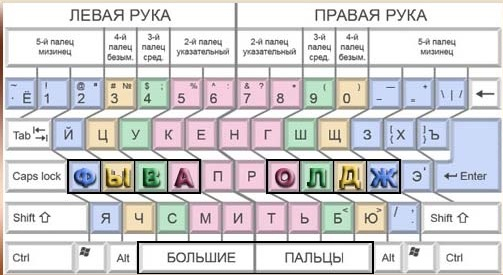 ЛЕВАЯ РУКА ПРАВАЯ РУКА
5-й палец мизинец 4-й палец безым. 3-й палец сред. 2-й палец указательный 2-й палец указательный 3-й палец сред. 4-й палец безым. 5-й палец мизинец
~ · Ё ! 1 @ " 2 # № 3 $ ; 4 % 5 ^ : 6 & ? 7 * 8 ( 9 ) 0 _ - + = \ | / ←
Tab Й Ц У К Е Н Г Ш Щ З { Х [ } Ъ ]
Caps lock Ф Ы В А П Р О Л Д Ж Э ' ← Enter
Shift ⇧ Я Ч С М И Т Ь Б < Ю > / . Shift ⇧
Ctrl Alt БОЛЬШИЕ ПАЛЬЦЫ Alt Ctrl